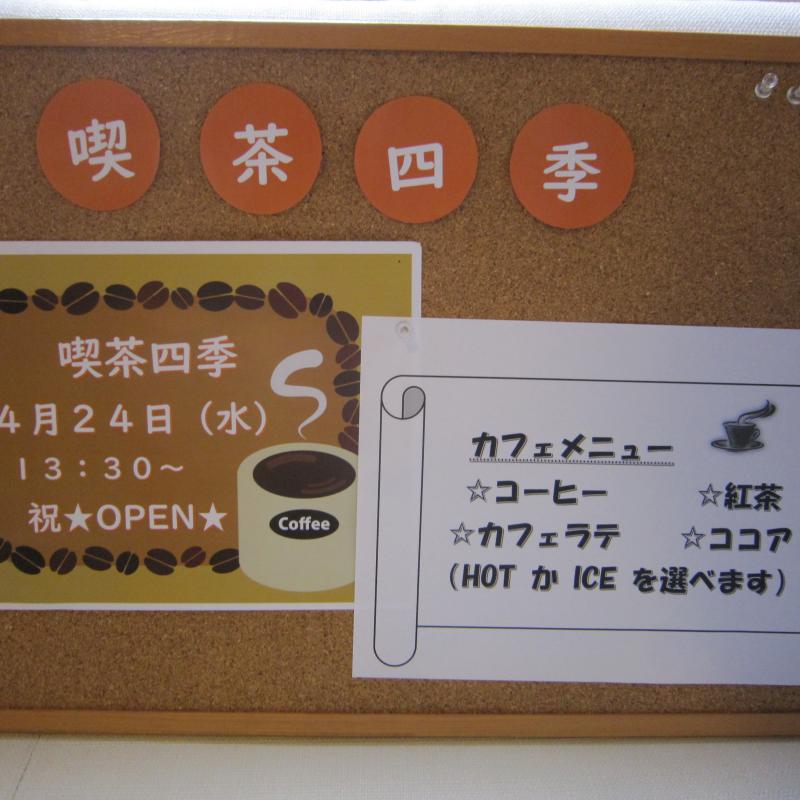 喫茶四季
喫茶四季
4月24日（水）
13：30～
祝★OPEN★
Coffee
カフェメニュー
☆コーヒー ☆紅茶
☆カフェラテ ☆ココア
（HOT か ICE を選べます）